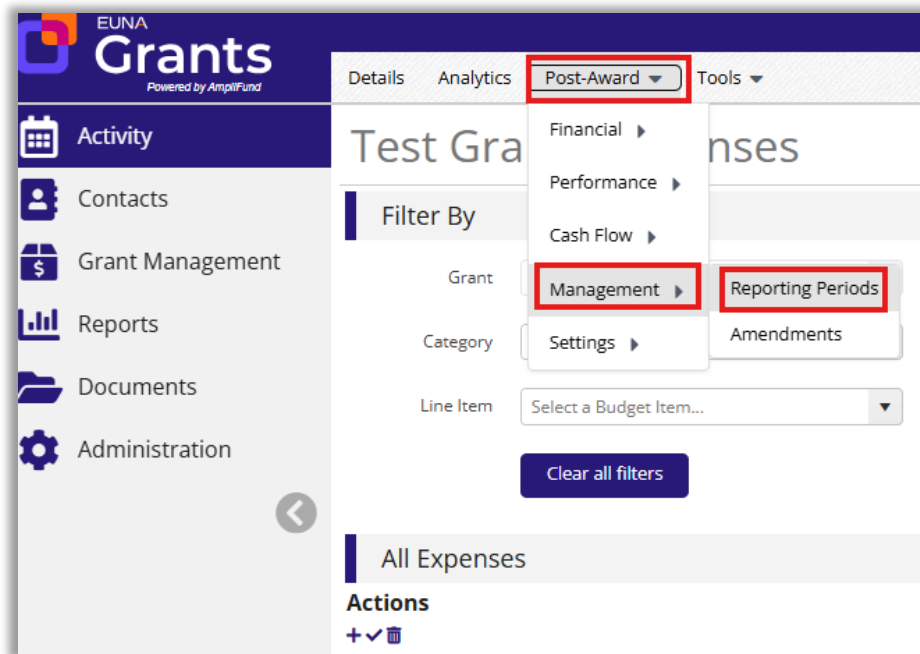 EUNA
Grants
Powered by AmpliFund
Details Analytics Post-Award Tools
Activity
Contacts
Grant Management
Reports
Documents
Administration
Test Gra nses
Financial
Performance
Cash Flow
Management
Settings
Reporting Periods
Amendments
Filter By
Grant
Category
Line Item
Select a Budget Item...
Clear all filters
All Expenses
Actions